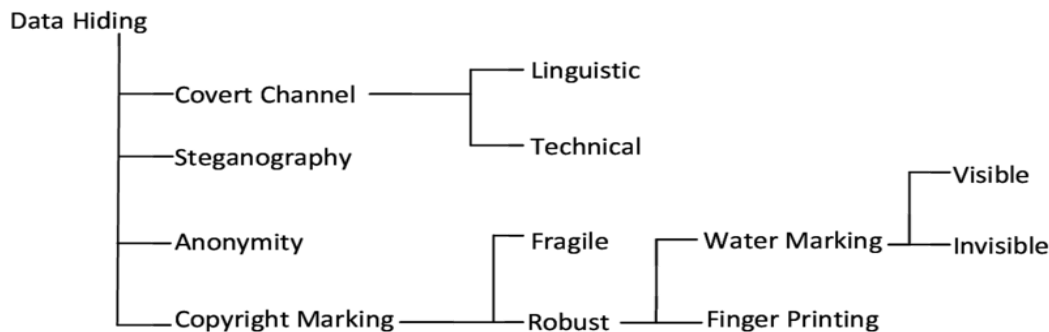 Data Hiding
Covert Channel
Linguistic
Technical
Steganography
Anonymity
Copyright Marking
Fragile
Robust
Water Marking
Finger Printing
Visible
Invisible